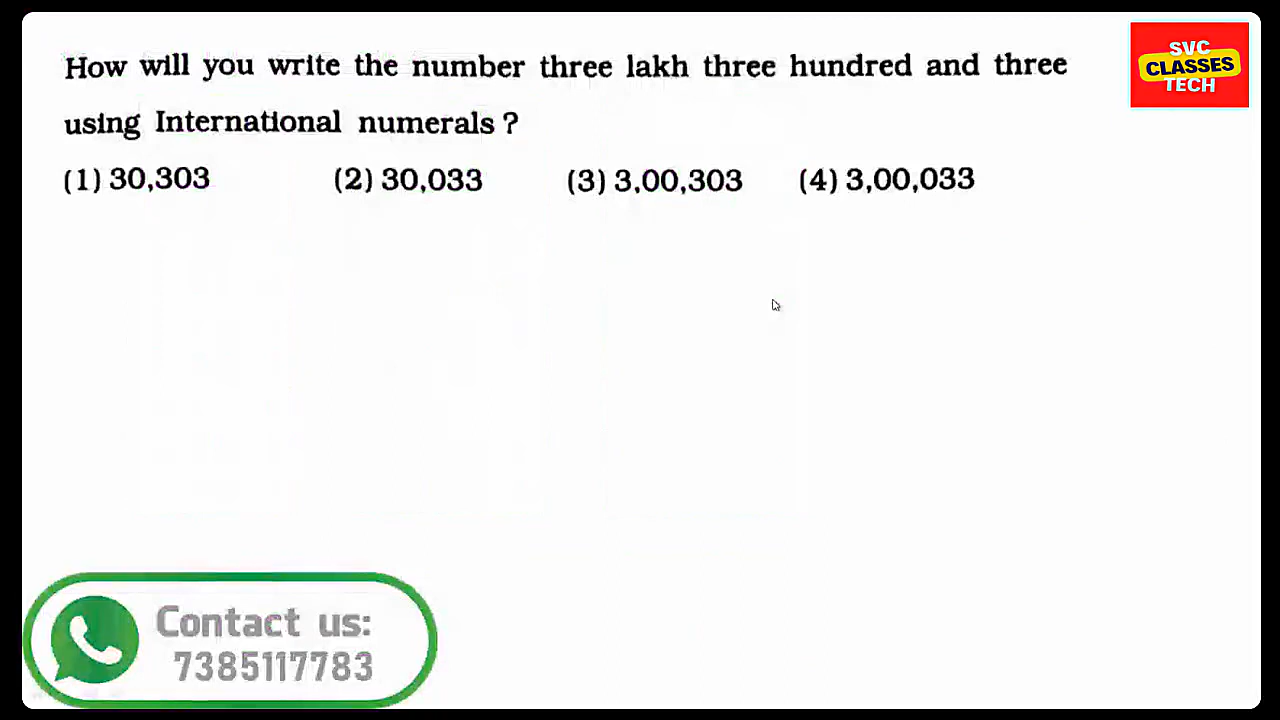 How will you write the number three lakh three hundred and three
using International numerals ?
(1) 30,303 (2) 30,033 (3) 3,00,303 (4) 3,00,033
SVC
CLASSES
TECH
Contact us:
7385117783